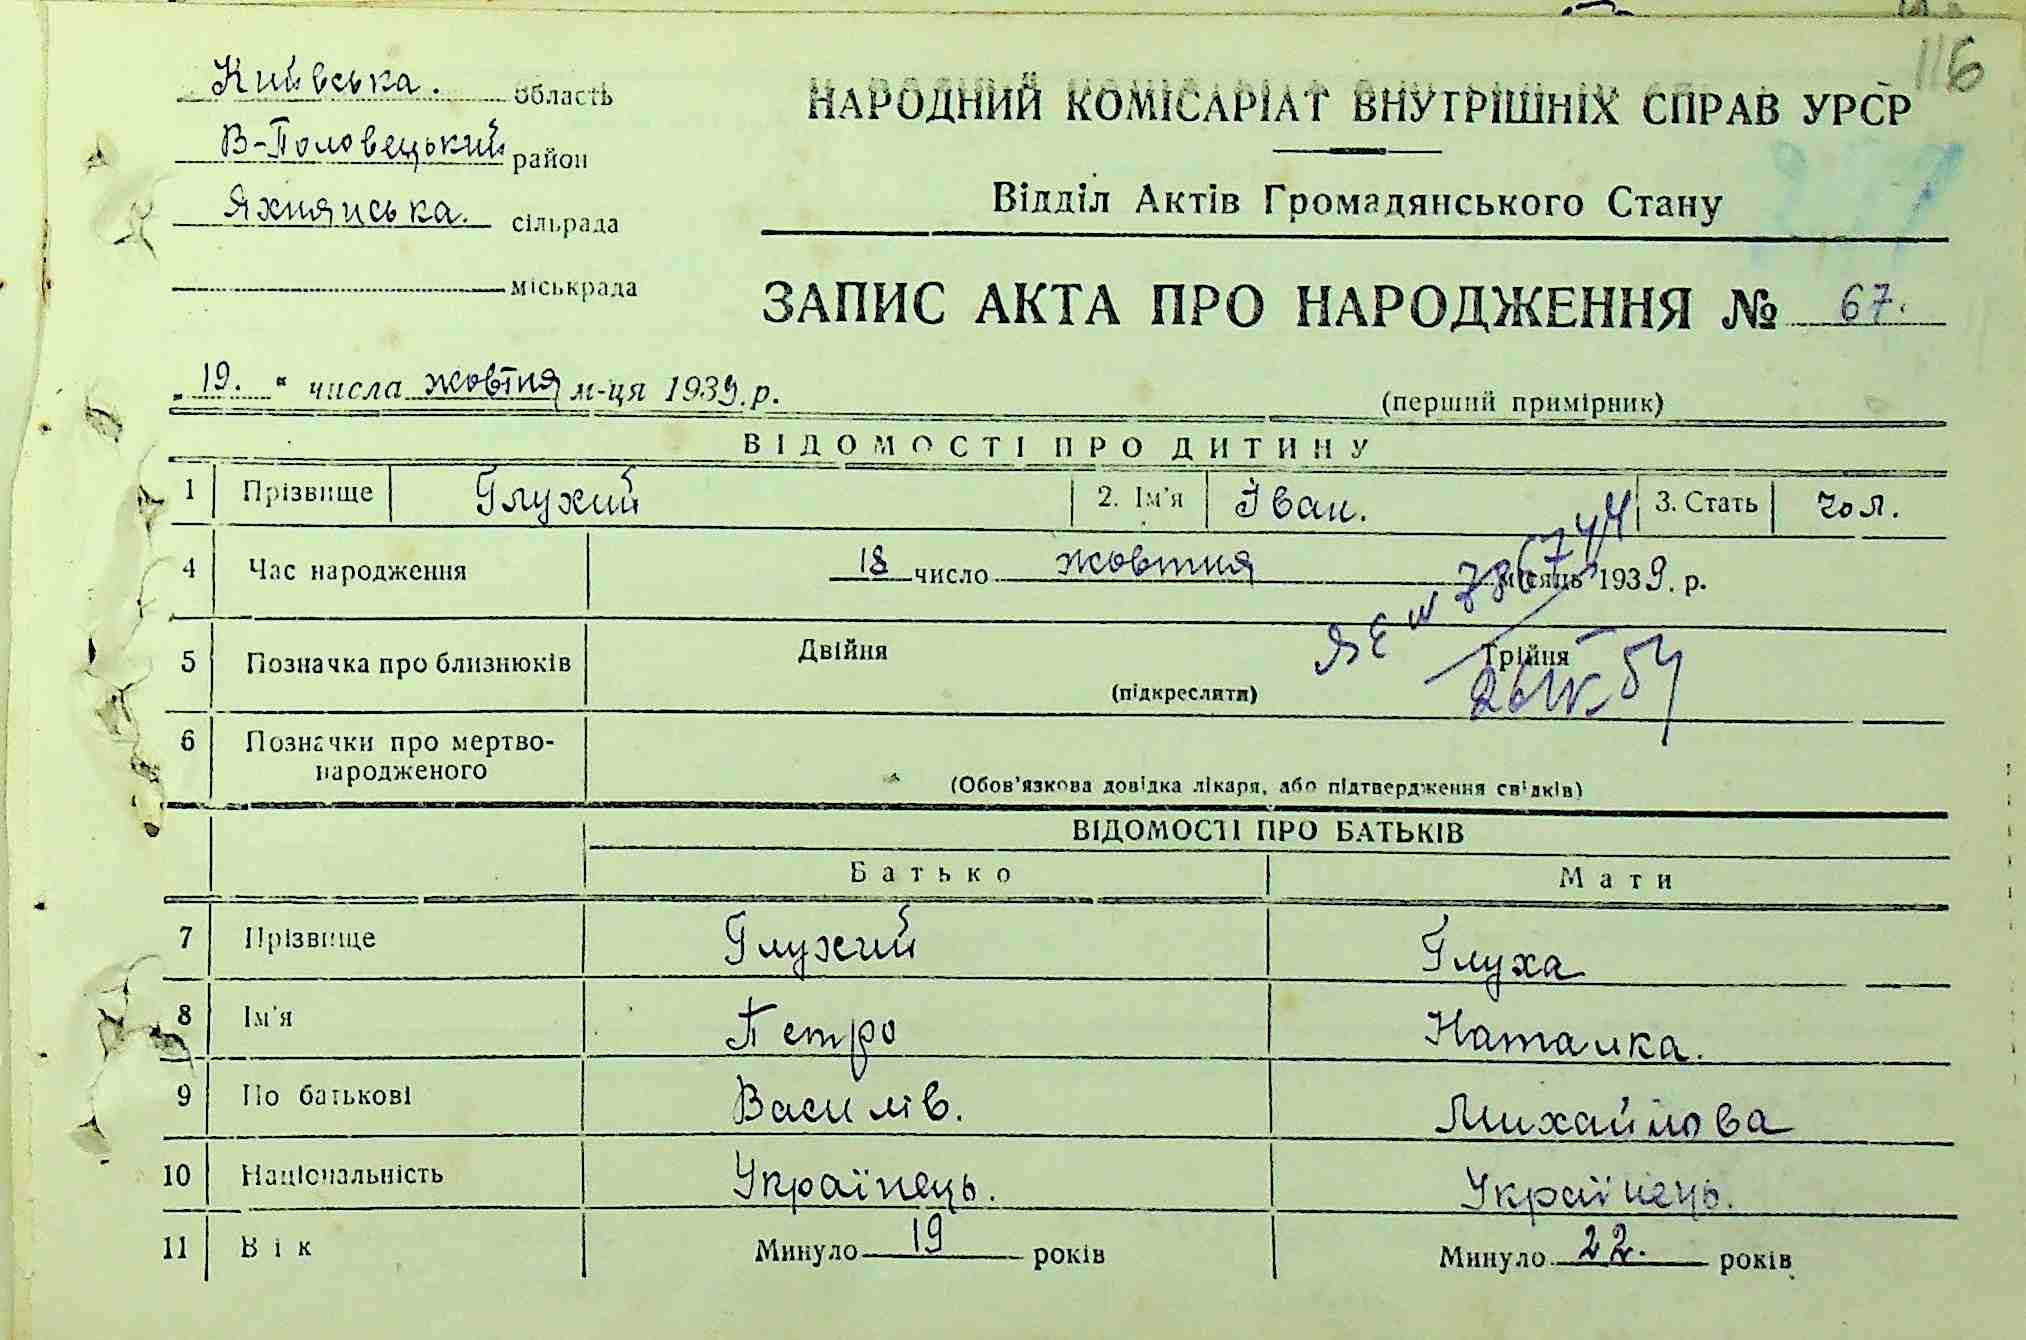 116
Київська. область
В-Половецький район
Яхнянська. сільрада
міськрада
НАРОДНИЙ КОМІСАРІАТ ВНУТРІШНІХ СПРАВ УРСР
Відділ Актів Громадянського Стану
ЗАПИС АКТА ПРО НАРОДЖЕННЯ № 67.
„19." числа жовтня м-ця 1939. р.
(перший примірник)
ВІДОМОСТІ ПРО ДИТИНУ
1 Прізвище Глухий 2. Ім'я Іван. 3. Стать чол.
4 Час народження 18 число жовтня місяць 1939. р.
5 Позначка про близнюків Двійня Трійня
(підкреслити)
6 Позначки про мертво-
народженого
(Обов'язкова довідка лікаря, або підтвердження свідків)
ВІДОМОСТІ ПРО БАТЬКІВ
Батько Мати
7 Прізвище Глухий Глуха
8 Ім'я Петро Наталка.
9 По батькові Василів. Михайлова
10 Національність Українець. Українець.
11 Вік Минуло 19 років Минуло 22. років